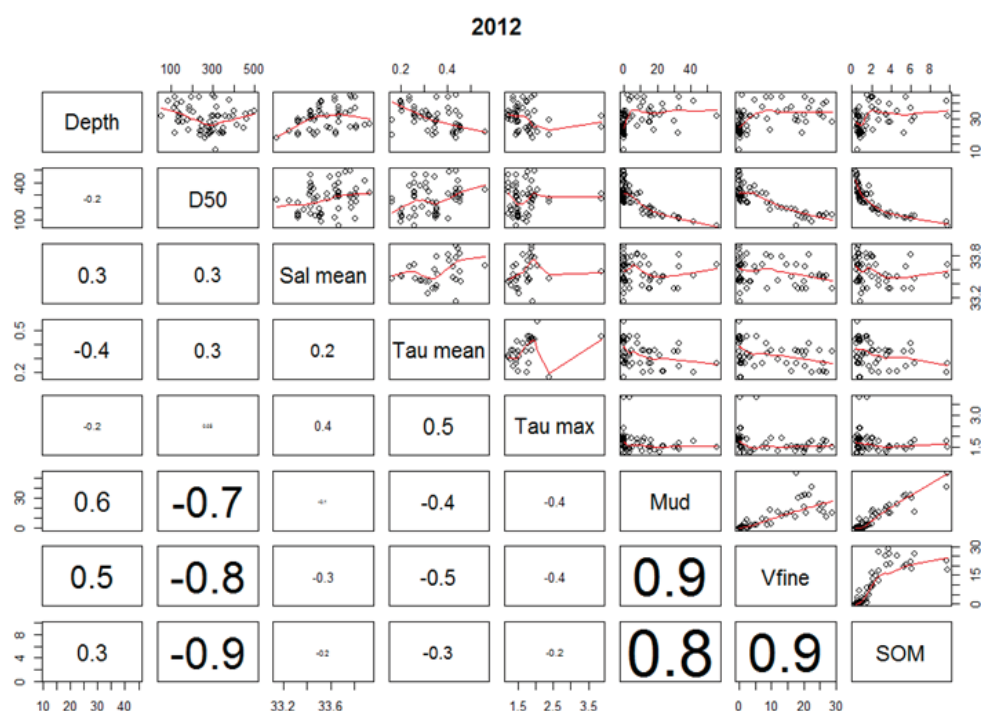 2012
100 300 500 0.2 0.4 0 20 40 0 2 4 6 8
Depth 10 30
100 400 -0.2 D50
0.3 0.3 Sal mean 33.2 33.8
0.2 0.5 -0.4 0.3 0.2 Tau mean
-0.2 0.4 0.5 Tau max 1.5 3.0
0 30 0.6 -0.7 -0.4 -0.4 Mud
0.5 -0.8 -0.3 -0.5 -0.4 0.9 Vfine 0 15 30
0 4 8 0.3 -0.9 -0.2 -0.3 -0.2 0.8 0.9 SOM
10 20 30 40 33.2 33.6 1.5 2.5 3.5 0 10 20 30